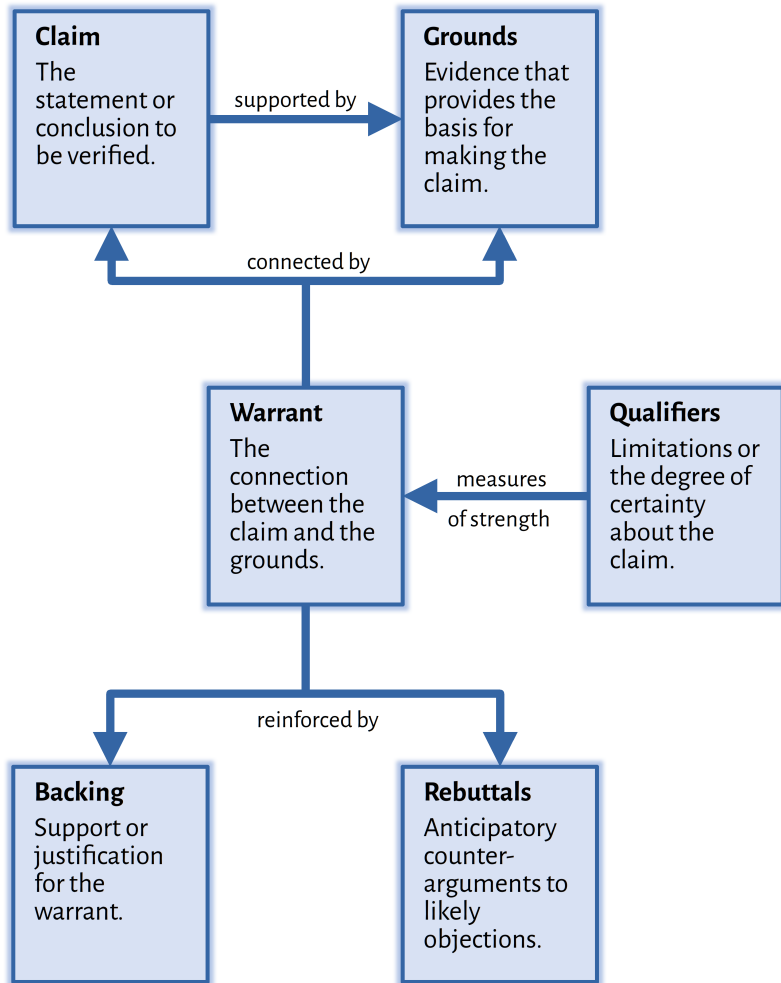 Claim
The
statement or
conclusion to
be verified.
supported by
Grounds
Evidence that
provides the
basis for
making the
claim.
connected by
Warrant
The
connection
between the
claim and the
grounds.
measures
of strength
Qualifiers
Limitations or
the degree of
certainty
about the
claim.
reinforced by
Backing
Support or
justification
for the
warrant.
Rebuttals
Anticipatory
counter-
arguments to
likely
objections.